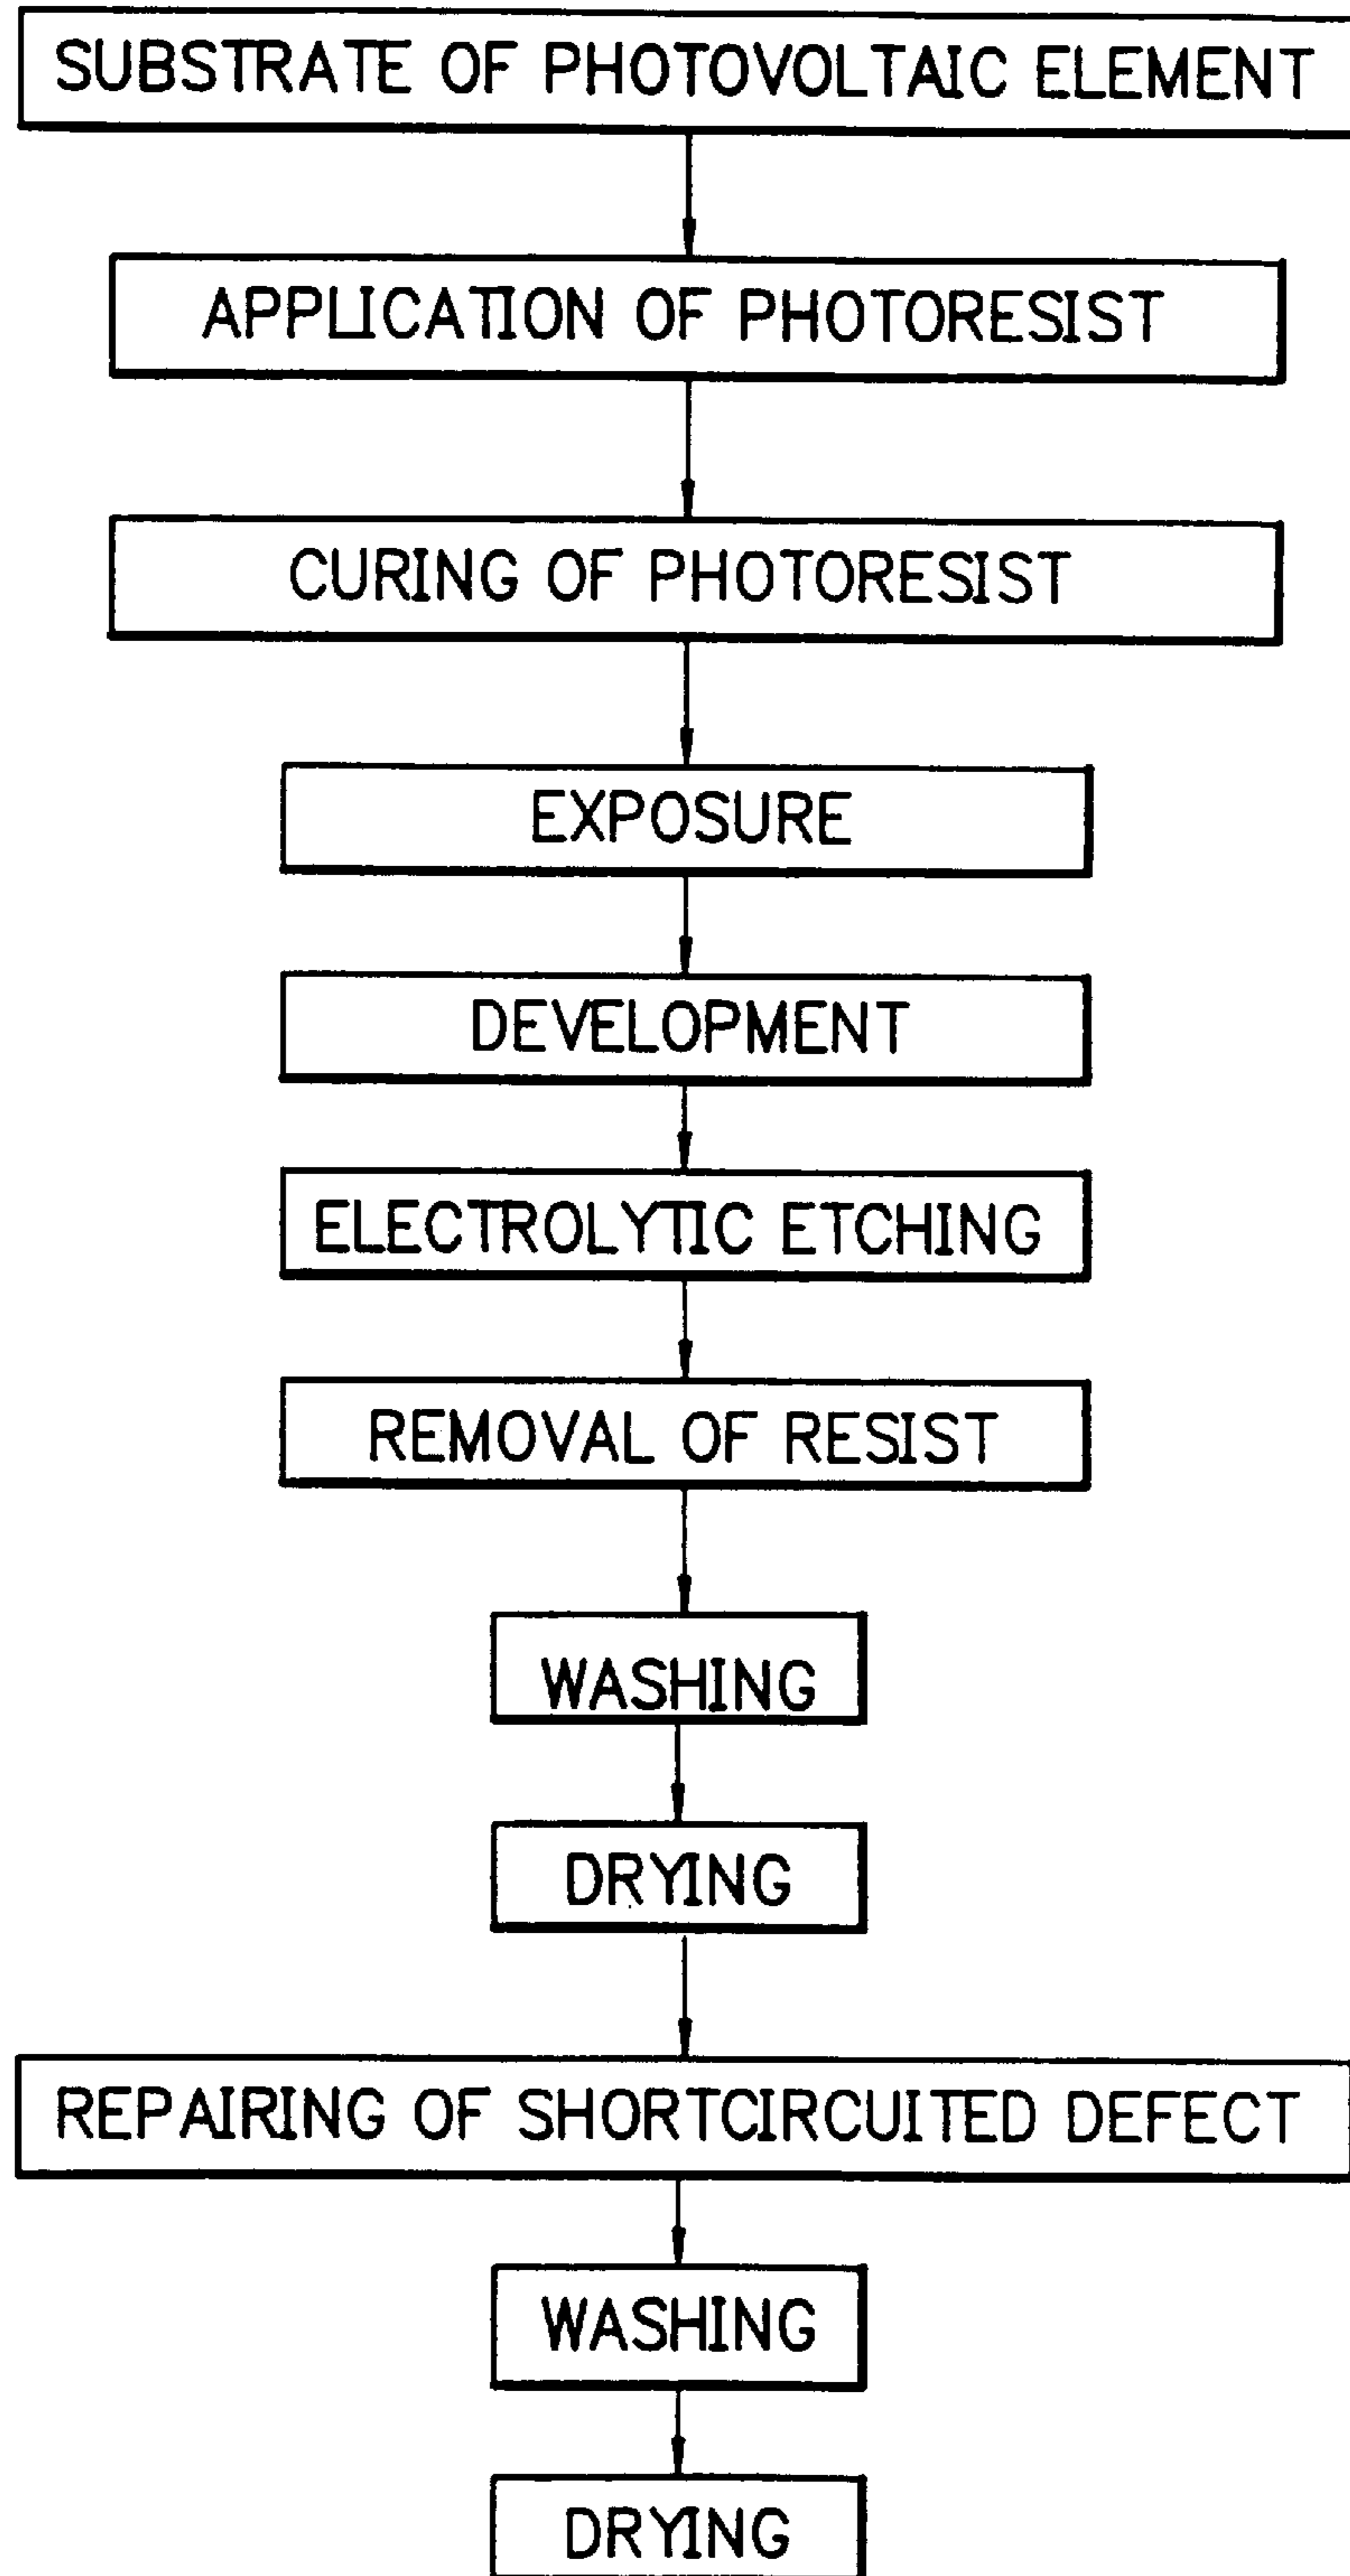 SUBSTRATE OF PHOTOVOLTAIC ELEMENT
APPLICATION OF PHOTORESIST
CURING OF PHOTORESIST
EXPOSURE
DEVELOPMENT
ELECTROLYTIC ETCHING
REMOVAL OF RESIST
WASHING
DRYING
REPAIRING OF SHORTCIRCUITED DEFECT
WASHING
DRYING